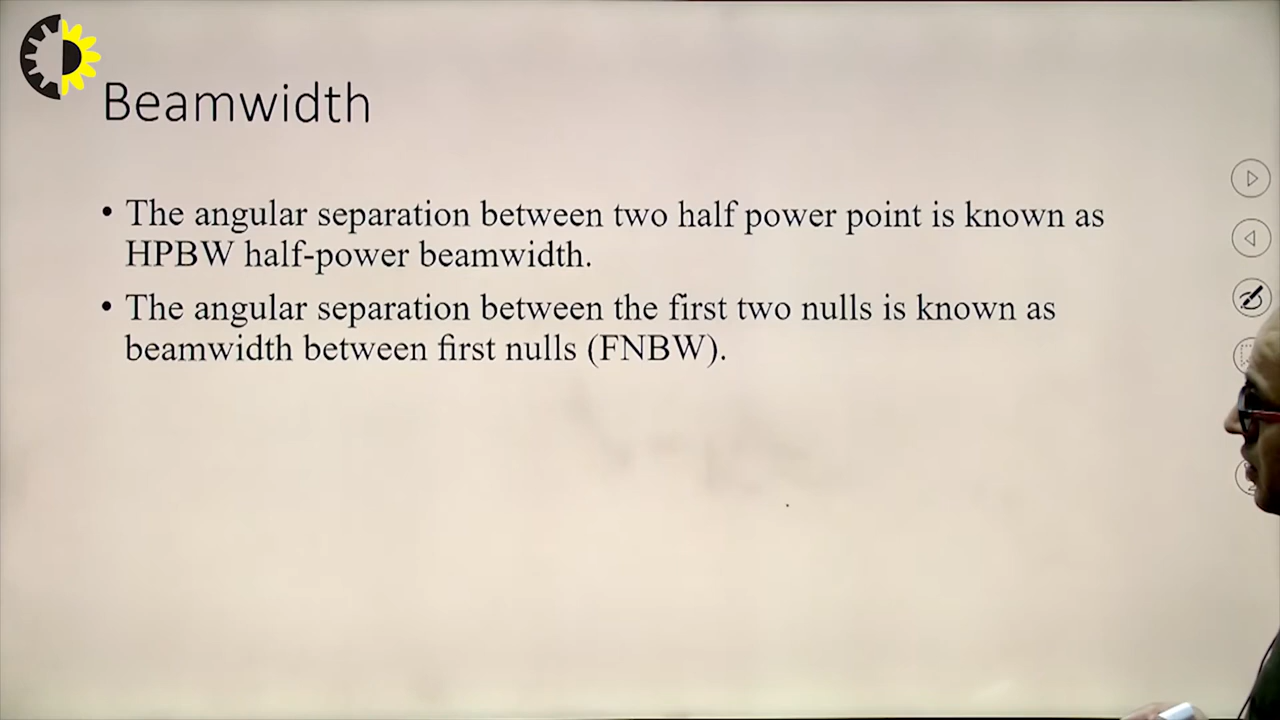 Beamwidth
• The angular separation between two half power point is known as
HPBW half-power beamwidth.
• The angular separation between the first two nulls is known as
beamwidth between first nulls (FNBW).